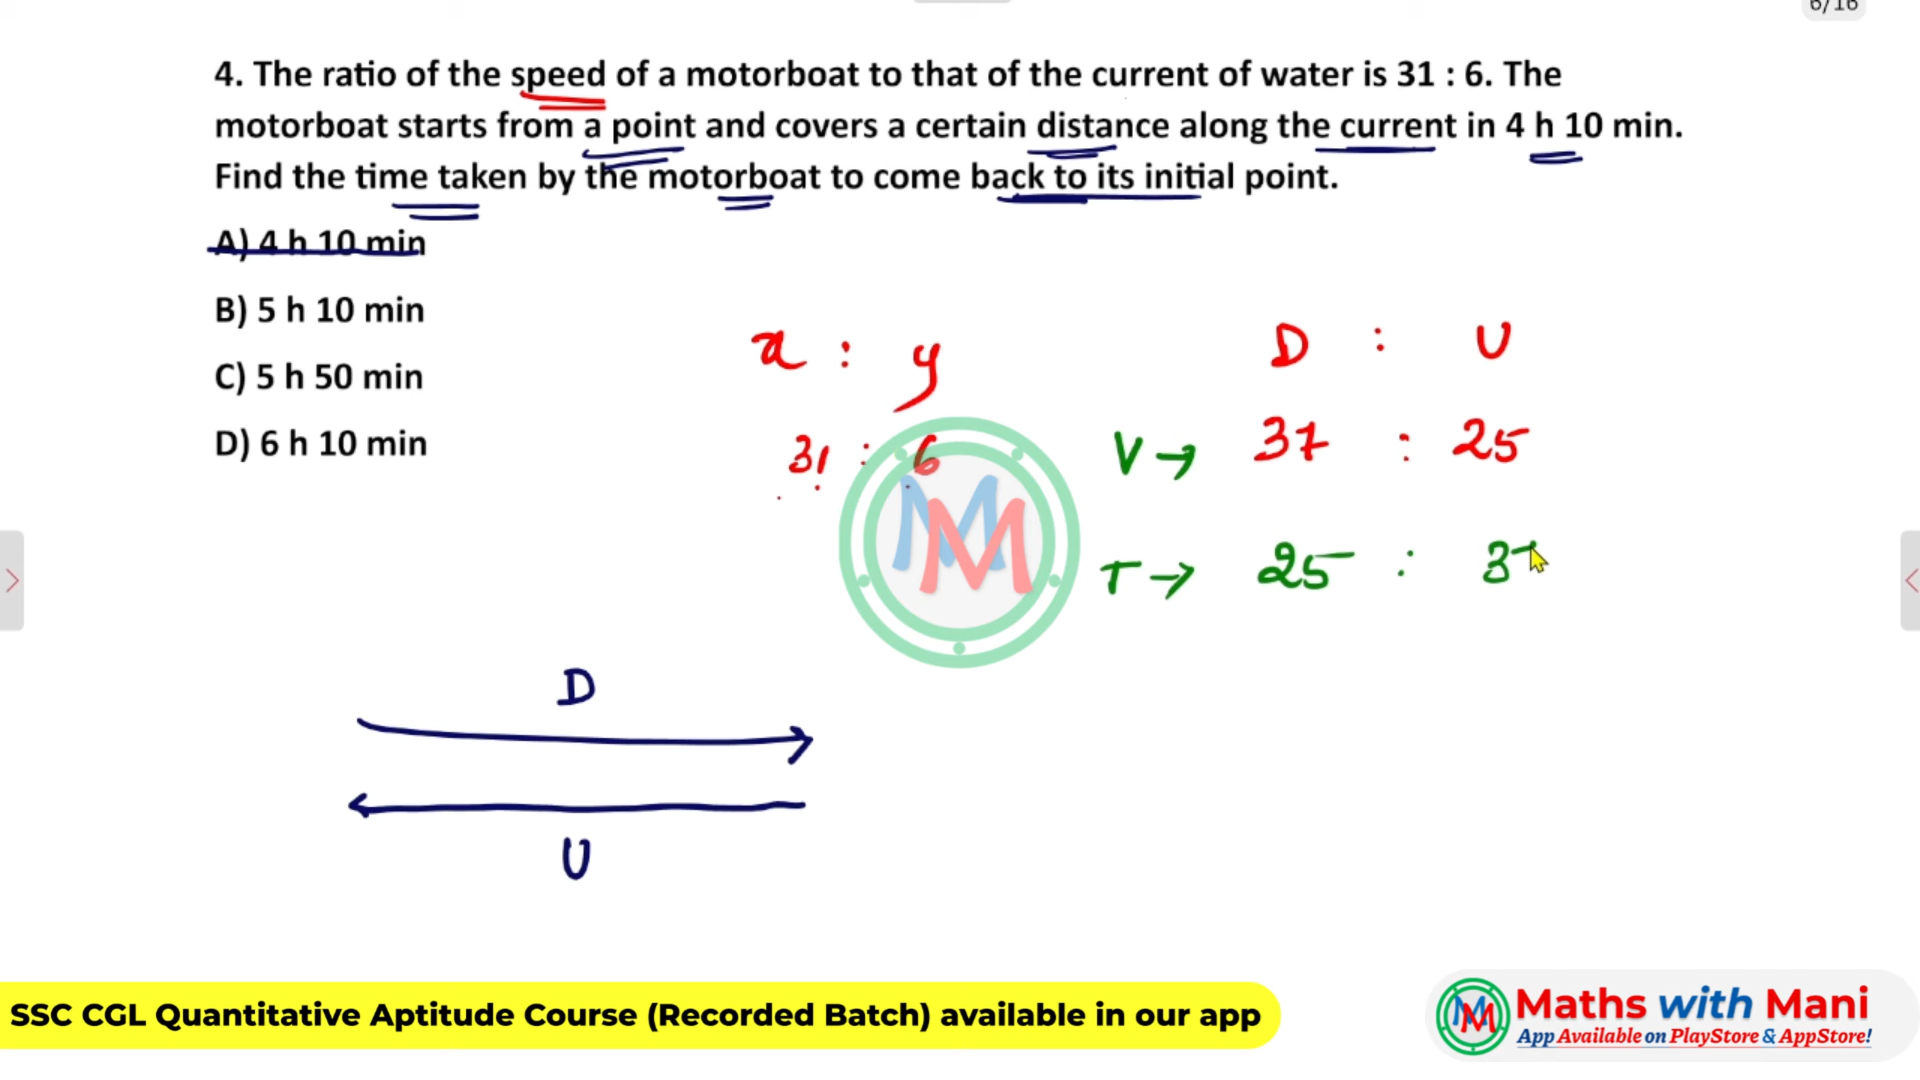 6/16
4. The ratio of the speed of a motorboat to that of the current of water is 31 : 6. The
motorboat starts from a point and covers a certain distance along the current in 4 h 10 min.
Find the time taken by the motorboat to come back to its initial point.
A) 4 h 10 min
B) 5 h 10 min
C) 5 h 50 min
D) 6 h 10 min
x : y
31 : 6
D : U
V → 37 : 25
T → 25 : 37
MM
D
U
SSC CGL Quantitative Aptitude Course (Recorded Batch) available in our app
MM
Maths with Mani
App Available on PlayStore & AppStore!